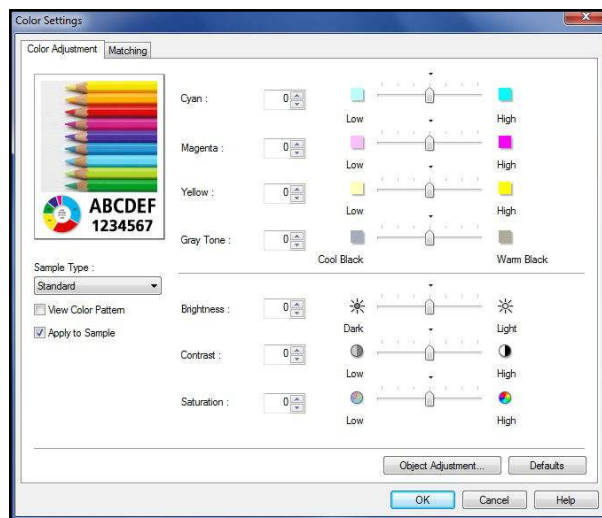 Color Settings
Color Adjustment Matching
Cyan : 0
Low High
Magenta : 0
Low High
Yellow : 0
Low High
Gray Tone : 0
Cool Black Warm Black
ABCDEF
1234567
Sample Type :
Standard
View Color Pattern
Apply to Sample
Brightness : 0
Dark Light
Contrast : 0
Low High
Saturation : 0
Low High
Object Adjustment... Defaults
OK Cancel Help